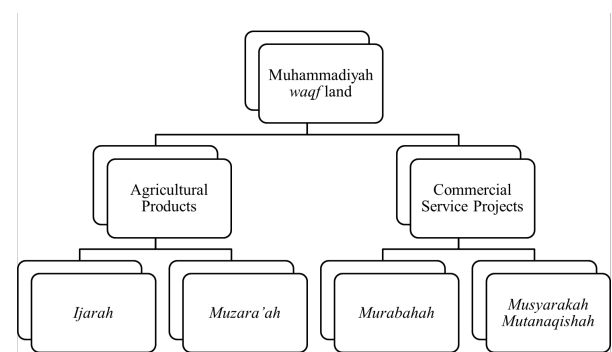 Muhammadiyah
waqf land
Agricultural
Products
Commercial
Service Projects
Ijarah
Muzara’ah
Murabahah
Musyarakah
Mutanaqishah